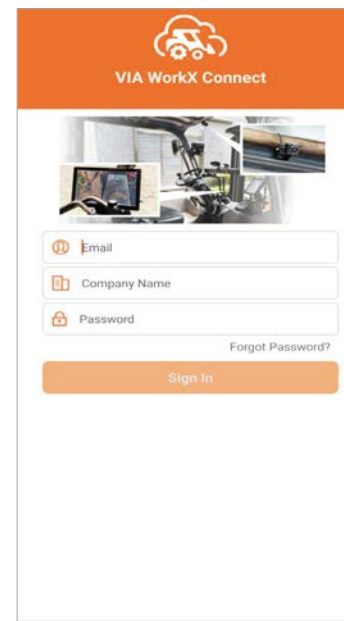 VIA WorkX Connect
Email
Company Name
Password
Forgot Password?
Sign In